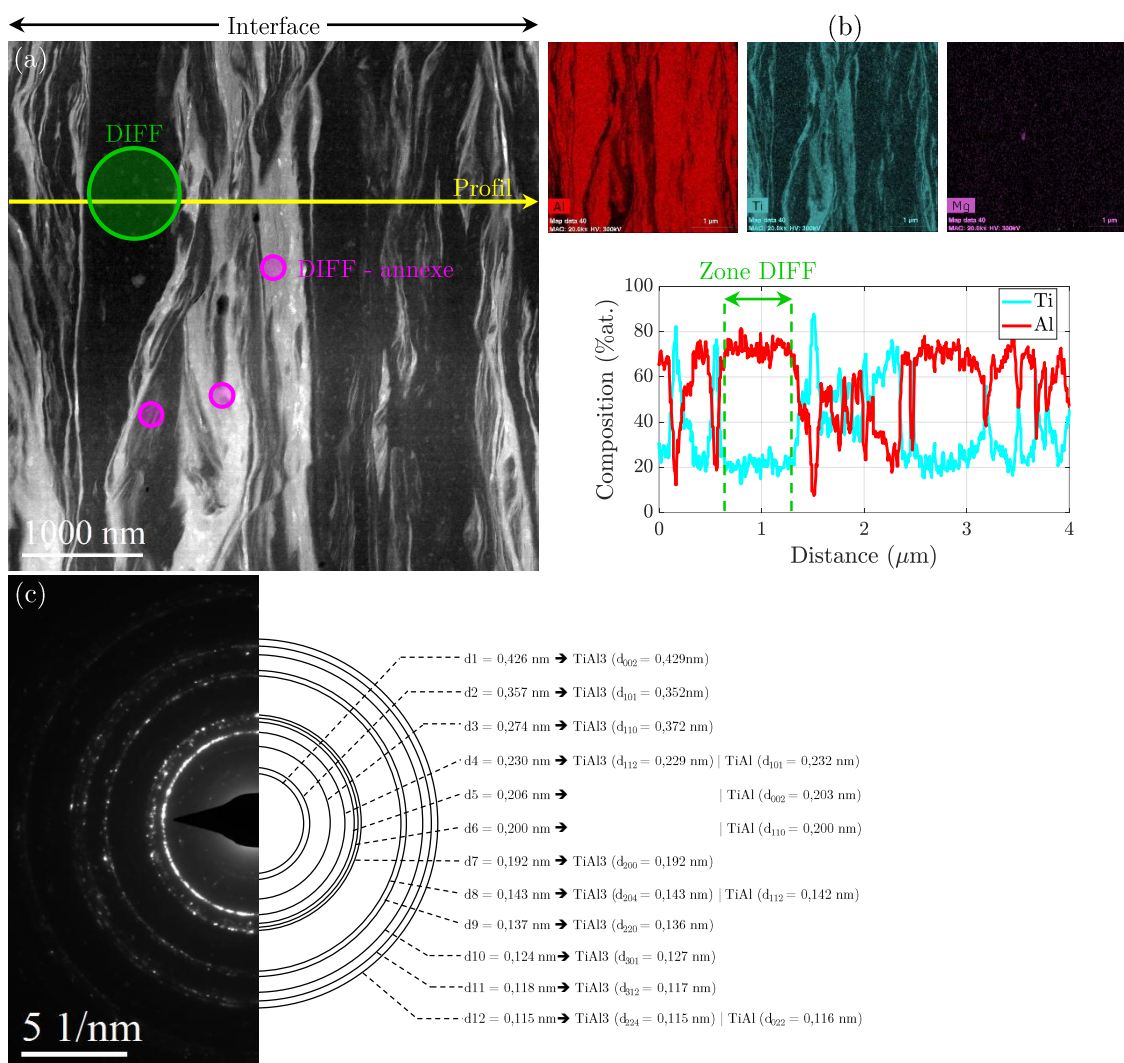 Interface
(a)
DIFF
Profil
DIFF - annexe
1000 nm
(b)
Al
Map data 40
MAG: 20.0kx HV: 300kV
1 µm
Ti
Map data 40
MAG: 20.0kx HV: 300kV
1 µm
Mg
Map data 40
MAG: 20.0kx HV: 300kV
1 µm
Zone DIFF
Composition (%at.)
100
80
60
40
20
0
Ti
Al
0 1 2 3 4
Distance (µm)
(c)
5 1/nm
d1 = 0,426 nm ➔ TiAl3 (d002 = 0,429nm)
d2 = 0,357 nm ➔ TiAl3 (d101 = 0,352nm)
d3 = 0,274 nm ➔ TiAl3 (d110 = 0,372 nm)
d4 = 0,230 nm ➔ TiAl3 (d112 = 0,229 nm) | TiAl (d101 = 0,232 nm)
d5 = 0,206 nm ➔ | TiAl (d002 = 0,203 nm)
d6 = 0,200 nm ➔ | TiAl (d110 = 0,200 nm)
d7 = 0,192 nm ➔ TiAl3 (d200 = 0,192 nm)
d8 = 0,143 nm ➔ TiAl3 (d204 = 0,143 nm) | TiAl (d112 = 0,142 nm)
d9 = 0,137 nm ➔ TiAl3 (d220 = 0,136 nm)
d10 = 0,124 nm ➔ TiAl3 (d301 = 0,127 nm)
d11 = 0,118 nm ➔ TiAl3 (d312 = 0,117 nm)
d12 = 0,115 nm ➔ TiAl3 (d224 = 0,115 nm) | TiAl (d022 = 0,116 nm)